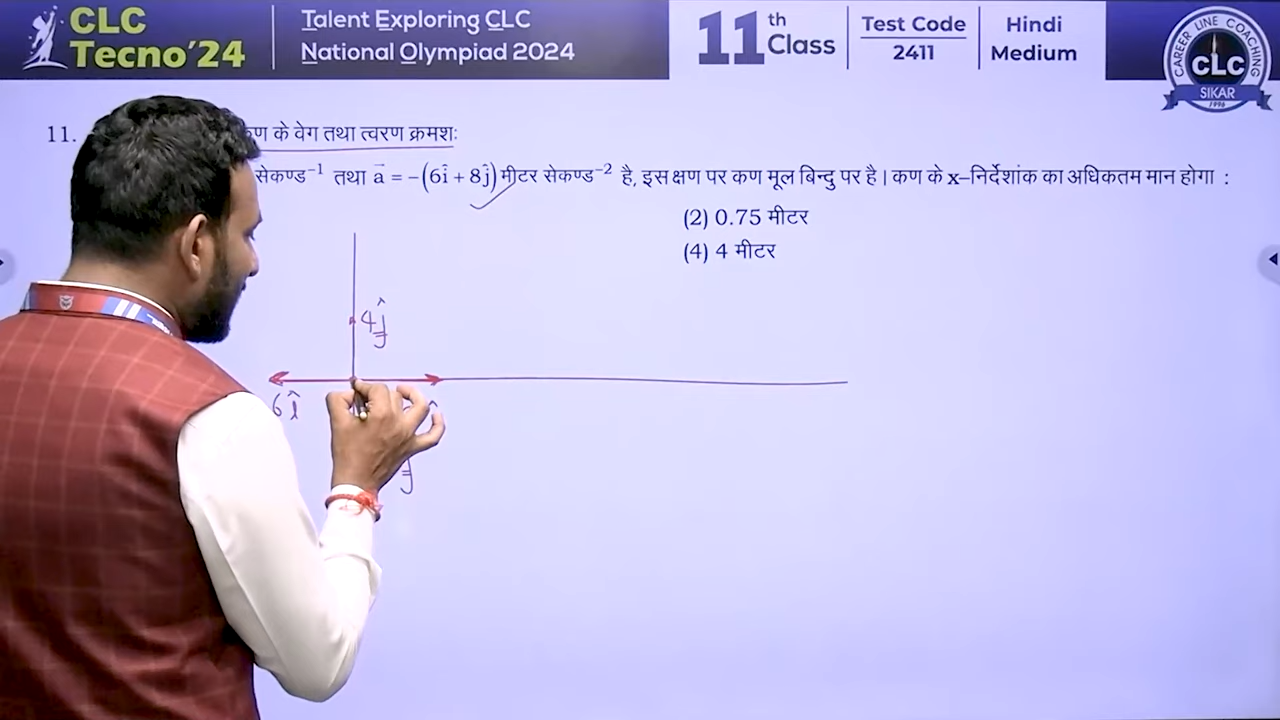 CLC
Tecno'24
Talent Exploring CLC
National Olympiad 2024
11th Class
Test Code
2411
Hindi
Medium
CAREER LINE COACHING
CLC
SIKAR
1996
11.
के वेग तथा त्वरण क्रमशः
सेकण्ड⁻¹ तथा a⃗ = -(6î + 8ĵ) मीटर सेकण्ड⁻² है, इस क्षण पर कण मूल बिन्दु पर है। कण के x-निर्देशांक का अधिकतम मान होगा :
(2) 0.75 मीटर
(4) 4 मीटर
4ĵ
6î